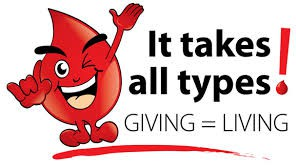 It takes
all types!
GIVING = LIVING